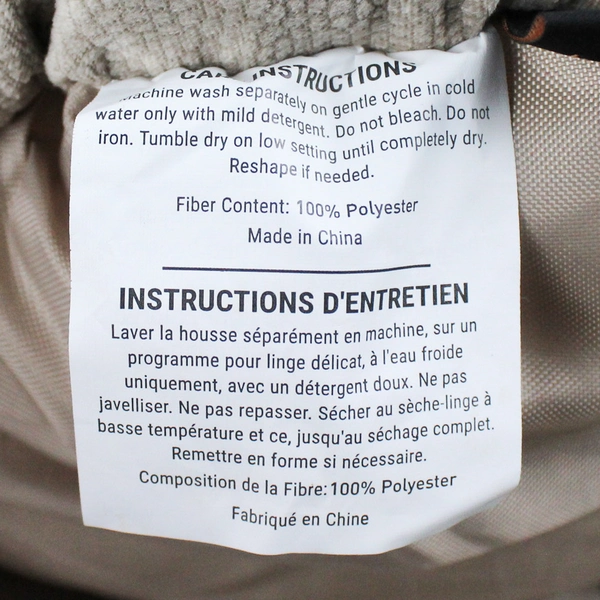 CARE INSTRUCTIONS
Machine wash separately on gentle cycle in cold
water only with mild detergent. Do not bleach. Do not
iron. Tumble dry on low setting until completely dry.
Reshape if needed.
Fiber Content: 100% Polyester
Made in China
INSTRUCTIONS D'ENTRETIEN
Laver la housse séparément en machine, sur un
programme pour linge délicat, à l'eau froide
uniquement, avec un détergent doux. Ne pas
javelliser. Ne pas repasser. Sécher au sèche-linge à
basse température et ce, jusqu'au séchage complet.
Remettre en forme si nécessaire.
Composition de la Fibre:100% Polyester
Fabriqué en Chine